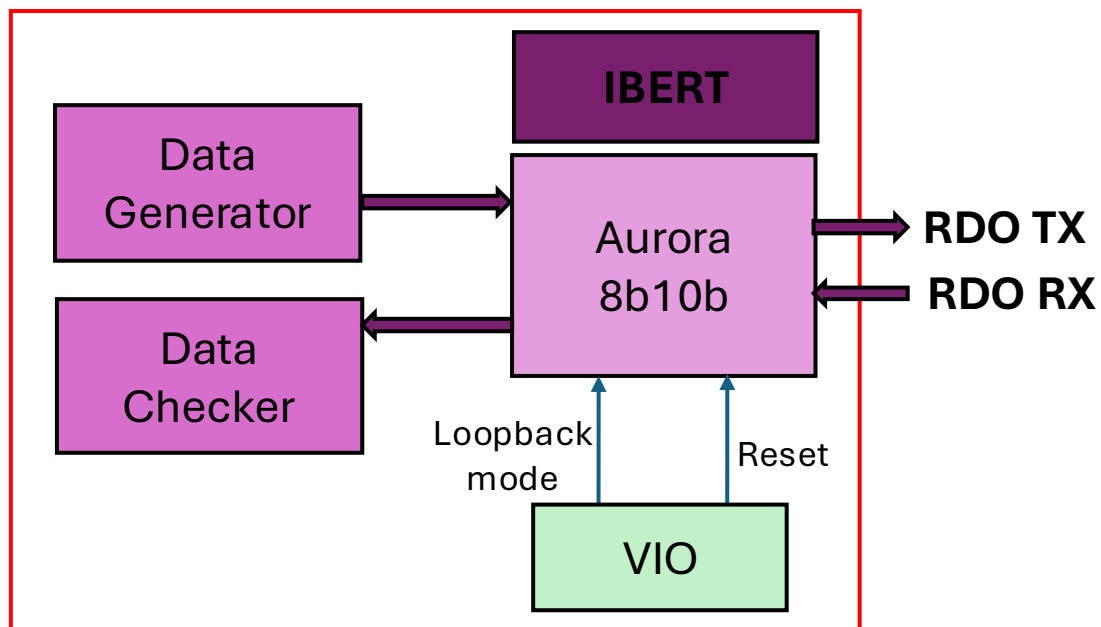 IBERT
Data
Generator
Aurora
8b10b
RDO TX
RDO RX
Data
Checker
Loopback
mode
Reset
VIO